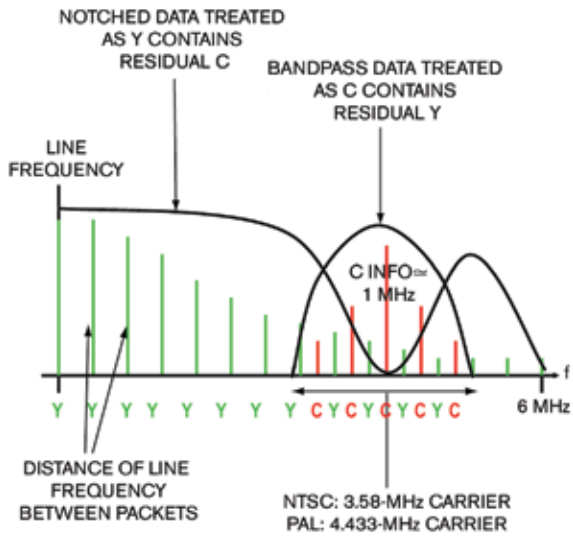 NOTCHED DATA TREATED
AS Y CONTAINS
RESIDUAL C
BANDPASS DATA TREATED
AS C CONTAINS
RESIDUAL Y
LINE
FREQUENCY
C INFO
1 MHz
f
Y Y Y Y Y Y Y Y C Y C Y C Y C Y C
6 MHz
DISTANCE OF LINE
FREQUENCY
BETWEEN PACKETS
NTSC: 3.58-MHz CARRIER
PAL: 4.433-MHz CARRIER